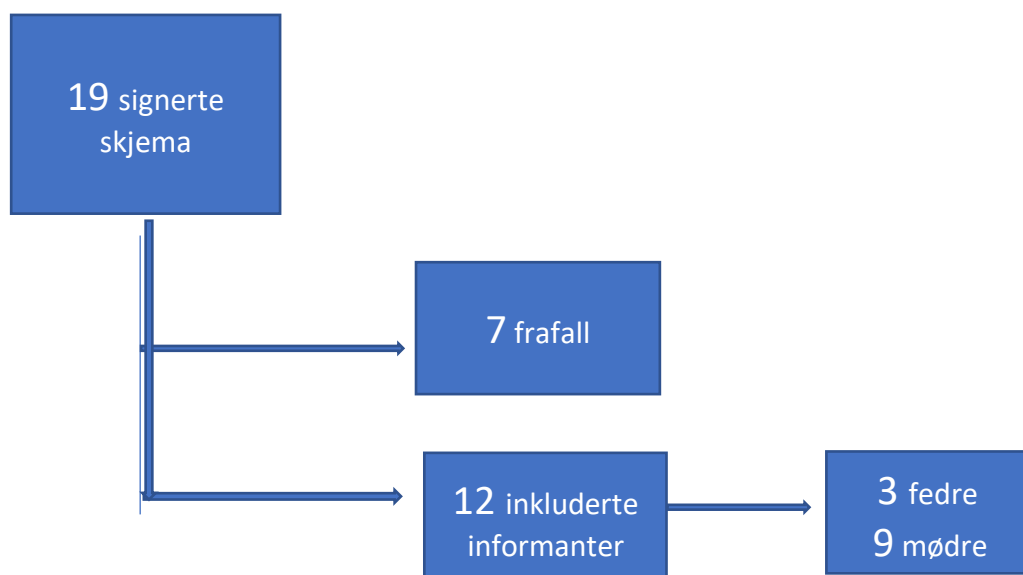 19 signerte
skjema
7 frafall
12 inkluderte
informanter
3 fedre
9 mødre